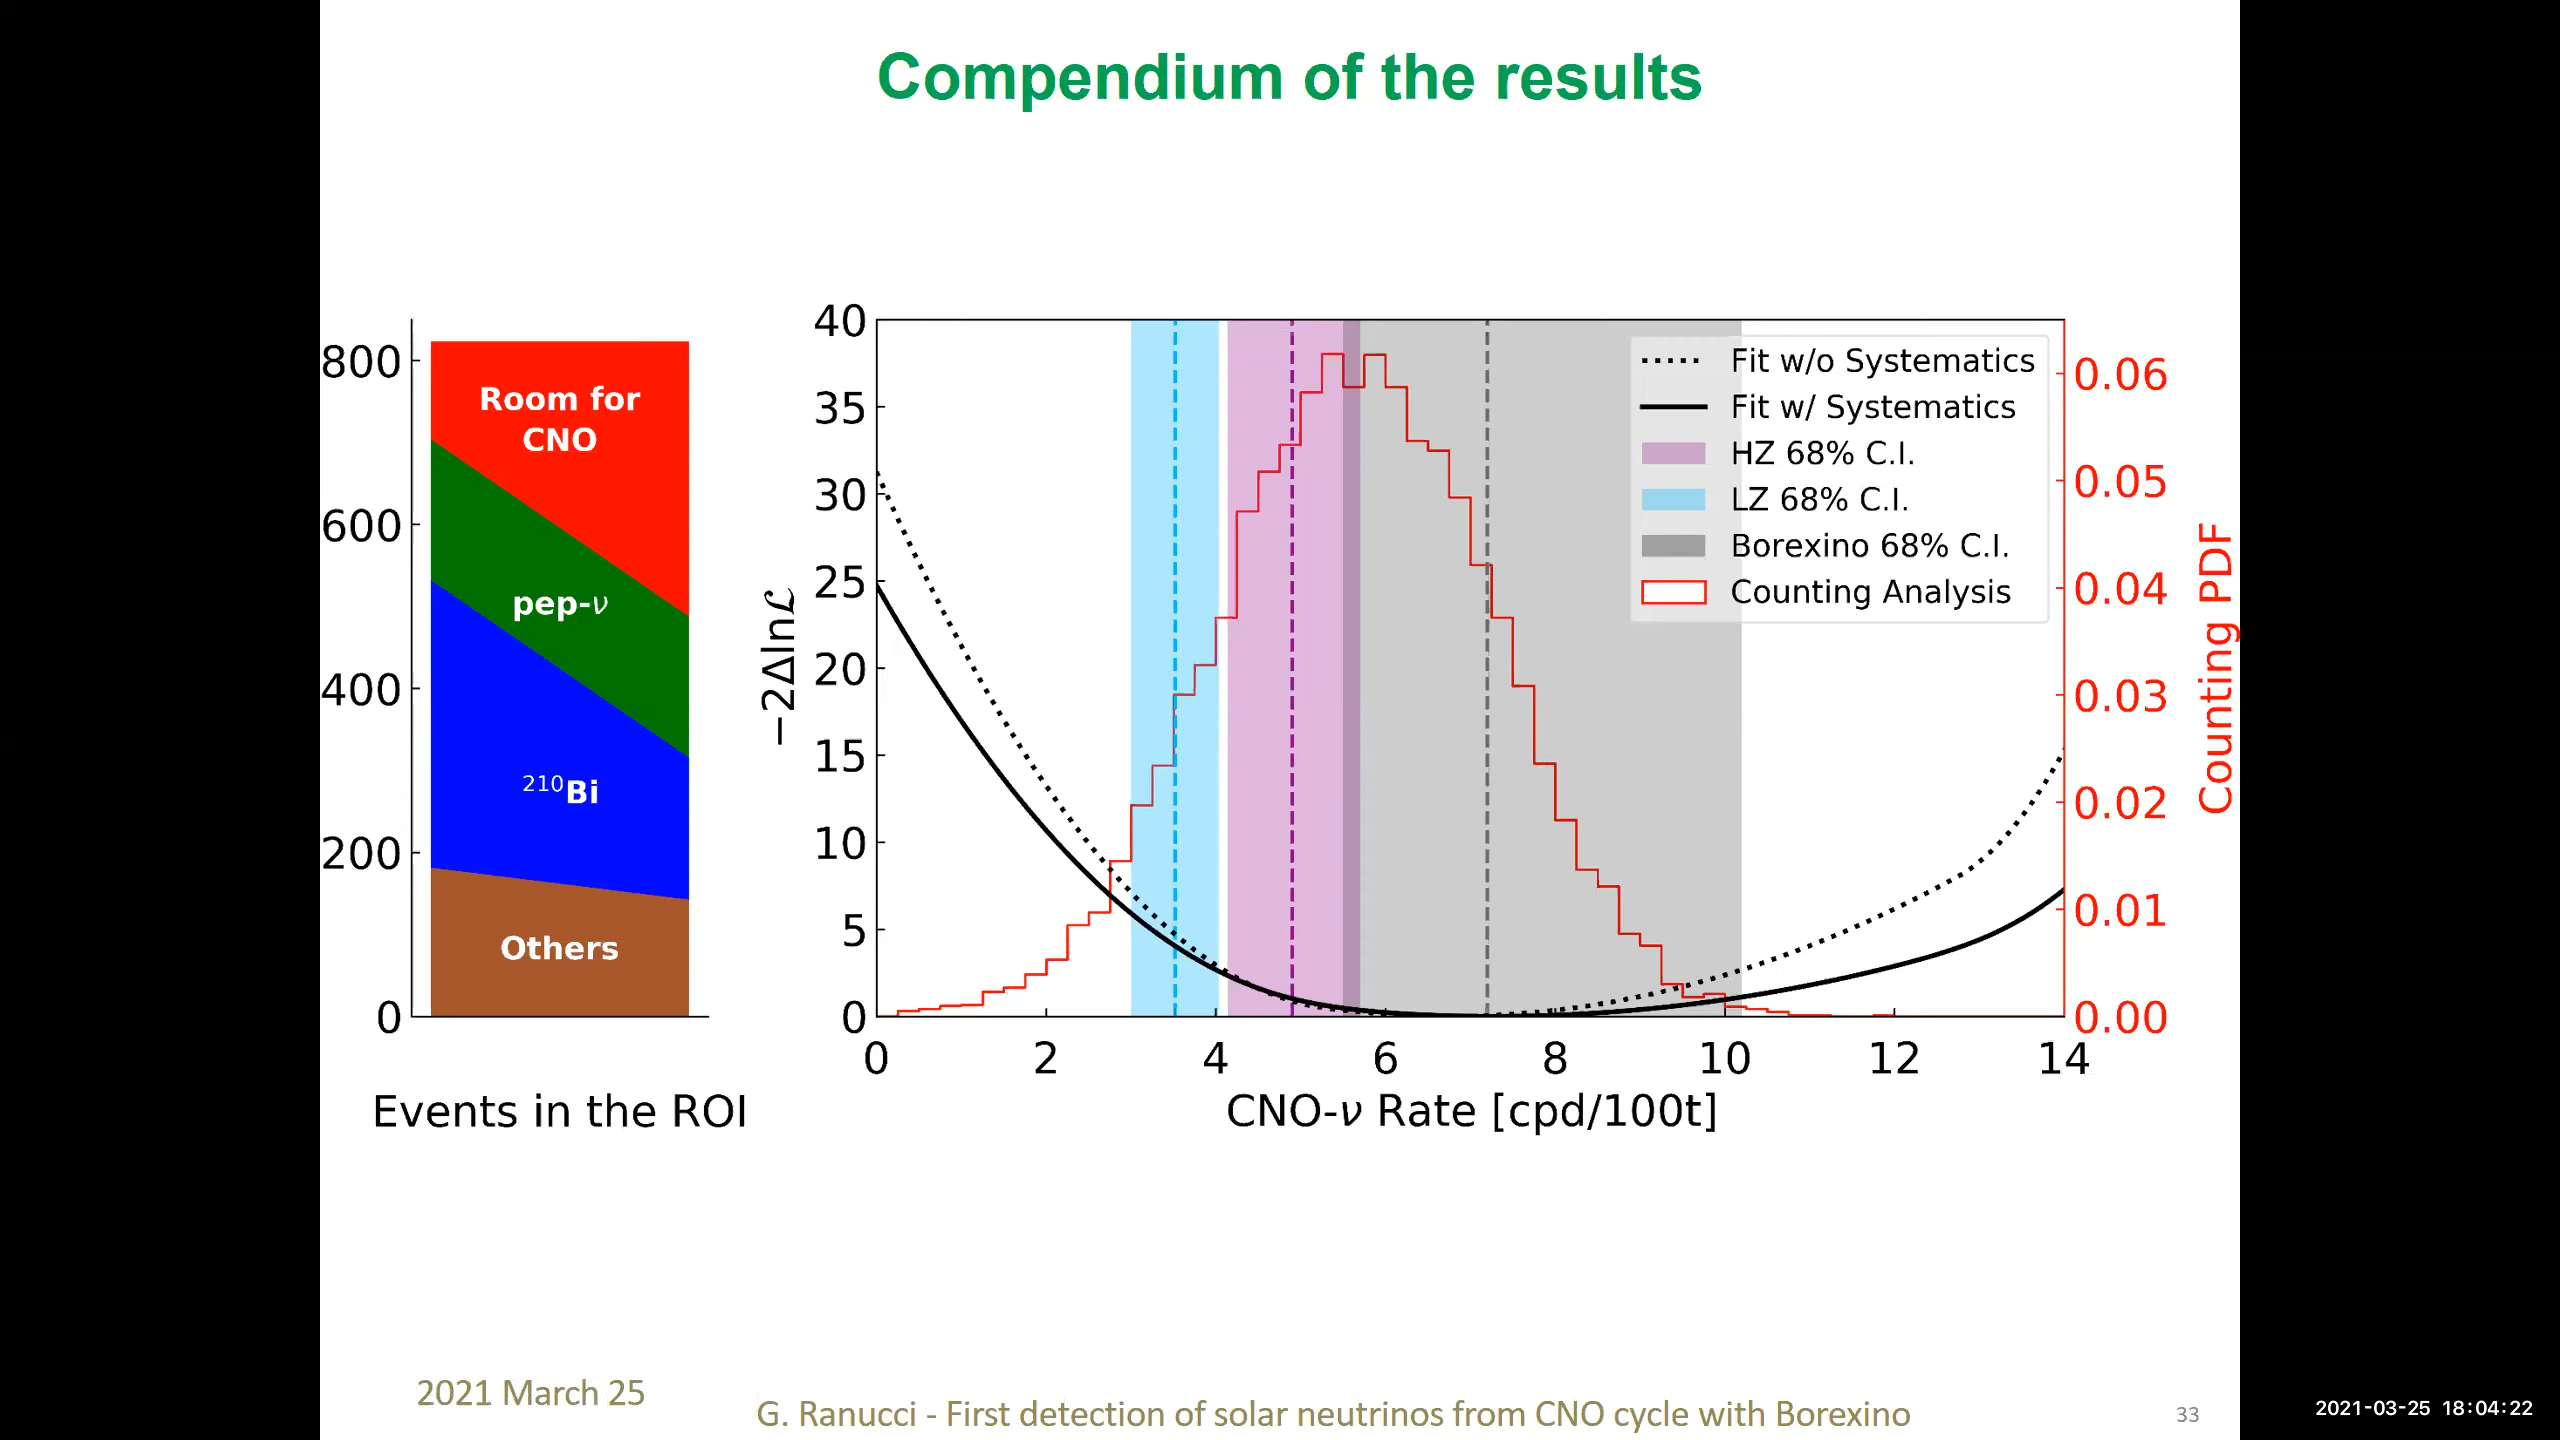 Compendium of the results
800
600
400
200
0
Room for
CNO
pep-ν
²¹⁰Bi
Others
Events in the ROI
40
35
30
25
20
15
10
5
0
−2Δlnℒ
0 2 4 6 8 10 12 14
CNO-ν Rate [cpd/100t]
Fit w/o Systematics
Fit w/ Systematics
HZ 68% C.I.
LZ 68% C.I.
Borexino 68% C.I.
Counting Analysis
0.06
0.05
0.04
0.03
0.02
0.01
0.00
Counting PDF
2021 March 25
G. Ranucci - First detection of solar neutrinos from CNO cycle with Borexino
33
2021-03-25 18:04:22